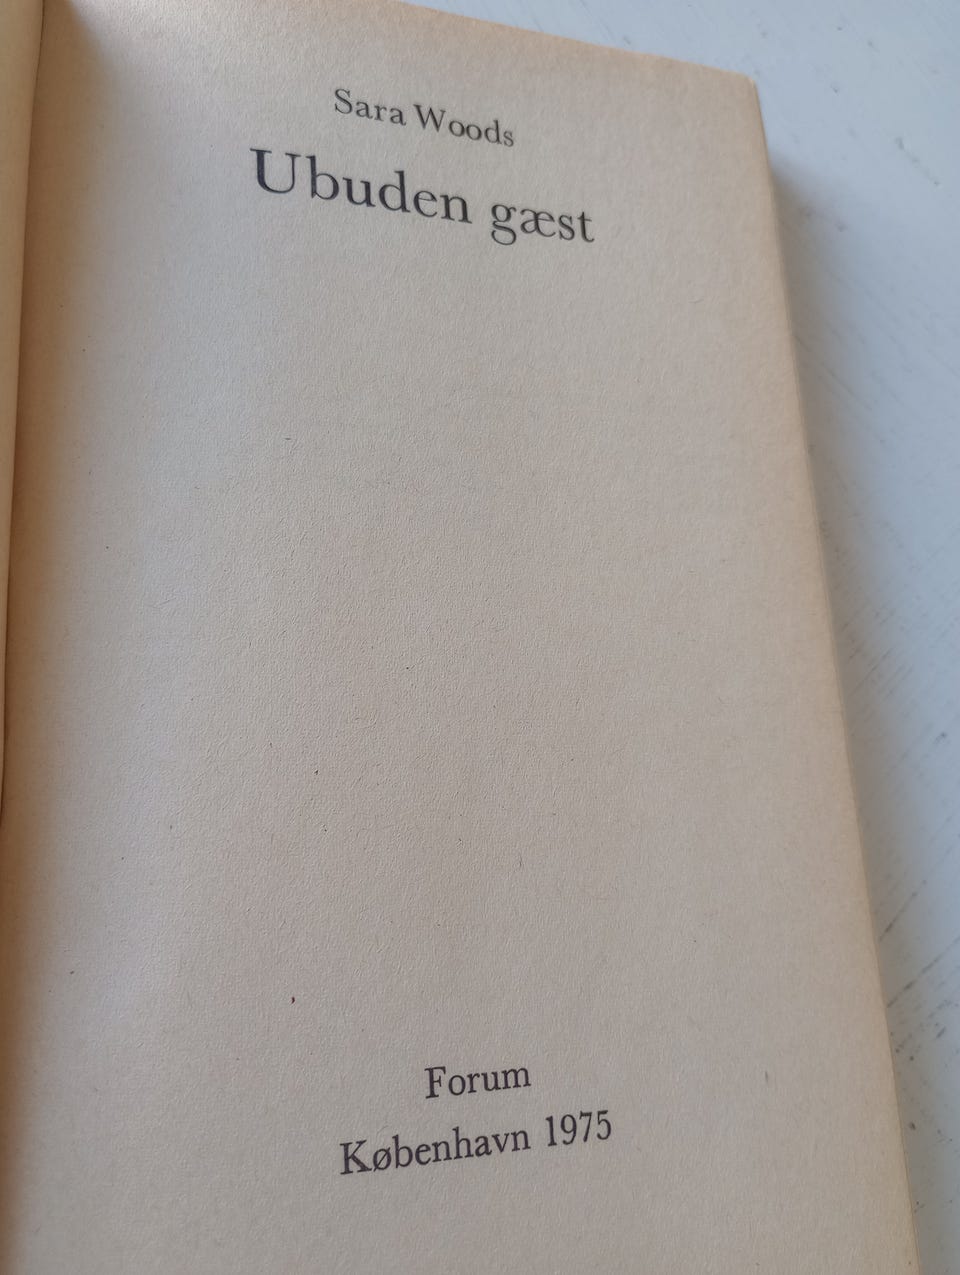 Sara Woods
Ubuden gæst
Forum
København 1975